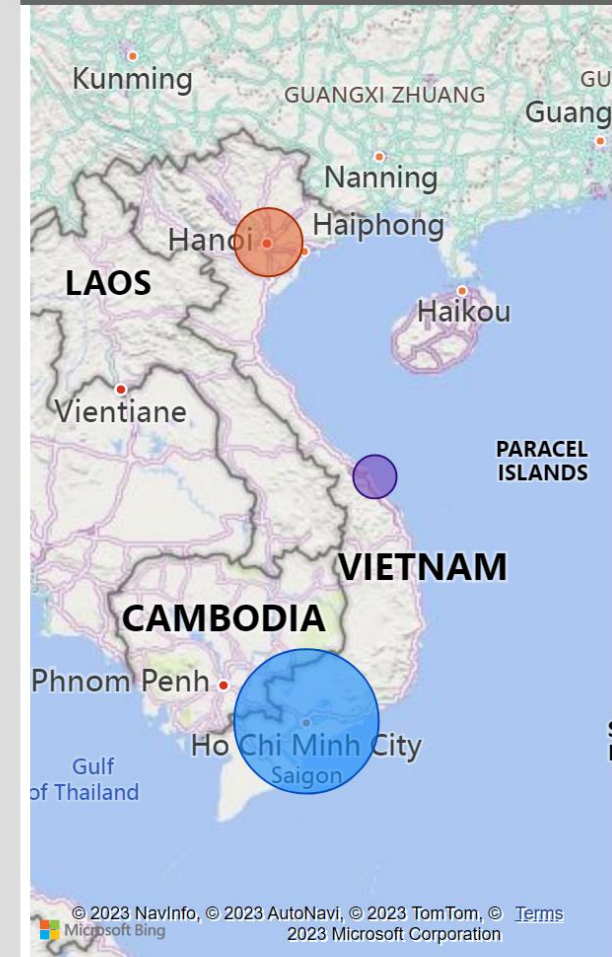 Kunming
GUANGXI ZHUANG
GU
Guang
Nanning
Hanoi
Haiphong
LAOS
Haikou
Vientiane
PARACEL
ISLANDS
VIETNAM
CAMBODIA
Phnom Penh
Ho Chi Minh City
Saigon
Gulf
of Thailand
© 2023 NavInfo, © 2023 AutoNavi, © 2023 TomTom, © Terms
Microsoft Bing
2023 Microsoft Corporation